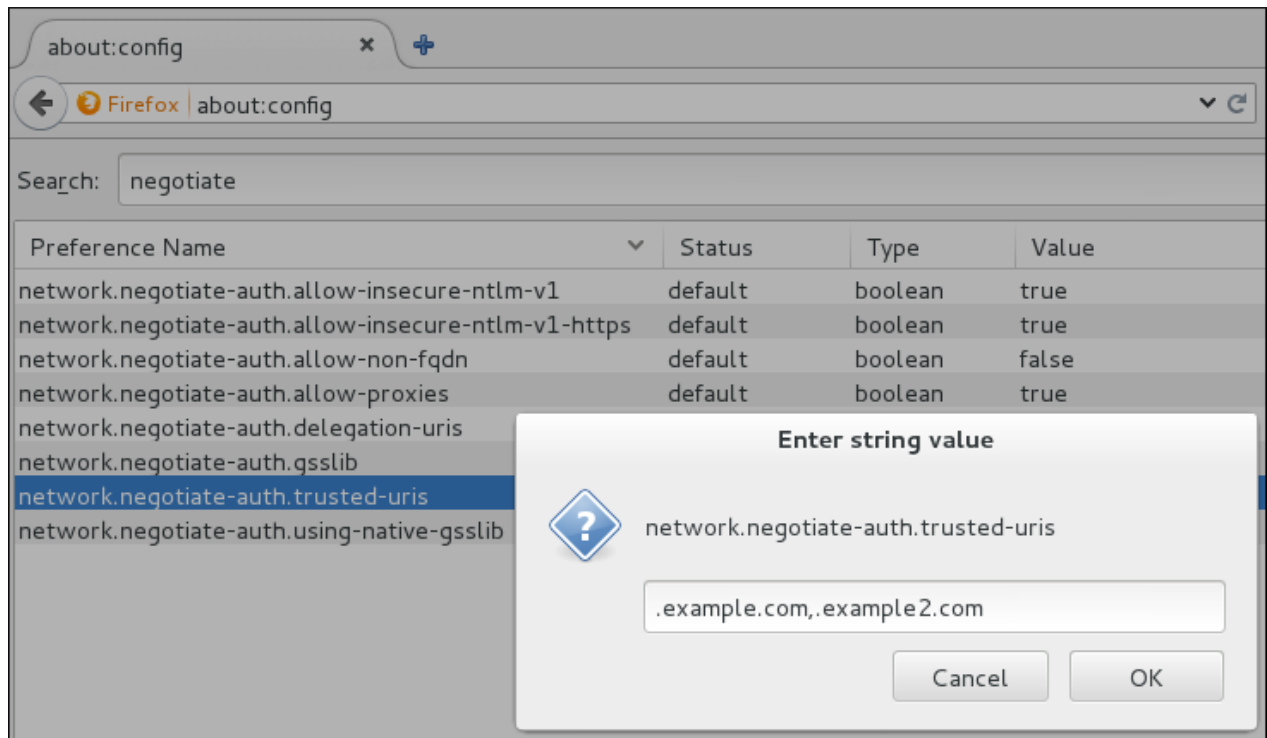 about:config
Firefox about:config
Search: negotiate
Preference Name Status Type Value
network.negotiate-auth.allow-insecure-ntlm-v1 default boolean true
network.negotiate-auth.allow-insecure-ntlm-v1-https default boolean true
network.negotiate-auth.allow-non-fqdn default boolean false
network.negotiate-auth.allow-proxies default boolean true
network.negotiate-auth.delegation-uris
network.negotiate-auth.gsslib
network.negotiate-auth.trusted-uris
network.negotiate-auth.using-native-gsslib
Enter string value
network.negotiate-auth.trusted-uris
.example.com,.example2.com
Cancel OK